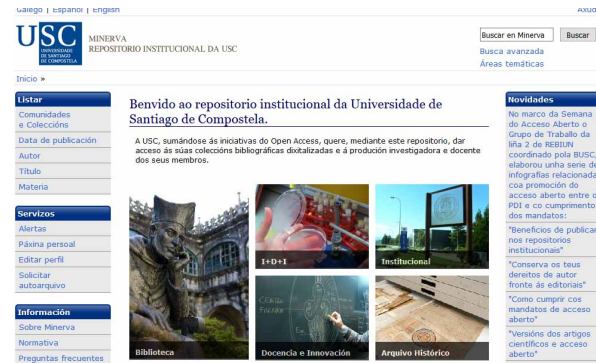 Galego | Español | English
Axud
USC
UNIVERSIDADE
DE SANTIAGO
DE COMPOSTELA
MINERVA
REPOSITORIO INSTITUCIONAL DA USC
Buscar en Minerva
Buscar
Busca avanzada
Áreas temáticas
Inicio »
Listar
Comunidades
e Coleccións
Data de publicación
Autor
Título
Materia
Servizos
Alertas
Páxina persoal
Editar perfil
Solicitar
autoarquivo
Información
Sobre Minerva
Normativa
Preguntas frecuentes
Benvido ao repositorio institucional da Universidade de
Santiago de Compostela.
A USC, sumándose ás iniciativas do Open Access, quere, mediante este repositorio, dar
acceso ás súas coleccións bibliográficas dixitalizadas e á produción investigadora e docente
dos seus membros.
Biblioteca
I+D+I
Institucional
Docencia e Innovación
Arquivo Histórico
Novidades
No marco da Semana
do Acceso Aberto o
Grupo de Traballo da
liña 2 de REBIUN
coordinado pola BUSC,
elaborou unha serie de
infografías relacionada
coa promoción do
acceso aberto entre o
PDI e co cumprimento
dos mandatos:
"Beneficios de publicar
nos repositorios
institucionais"
"Conserva os teus
dereitos de autor
fronte ás editoriais"
"Como cumprir cos
mandatos de acceso
aberto"
"Versións dos artigos
científicos e acceso
aberto"